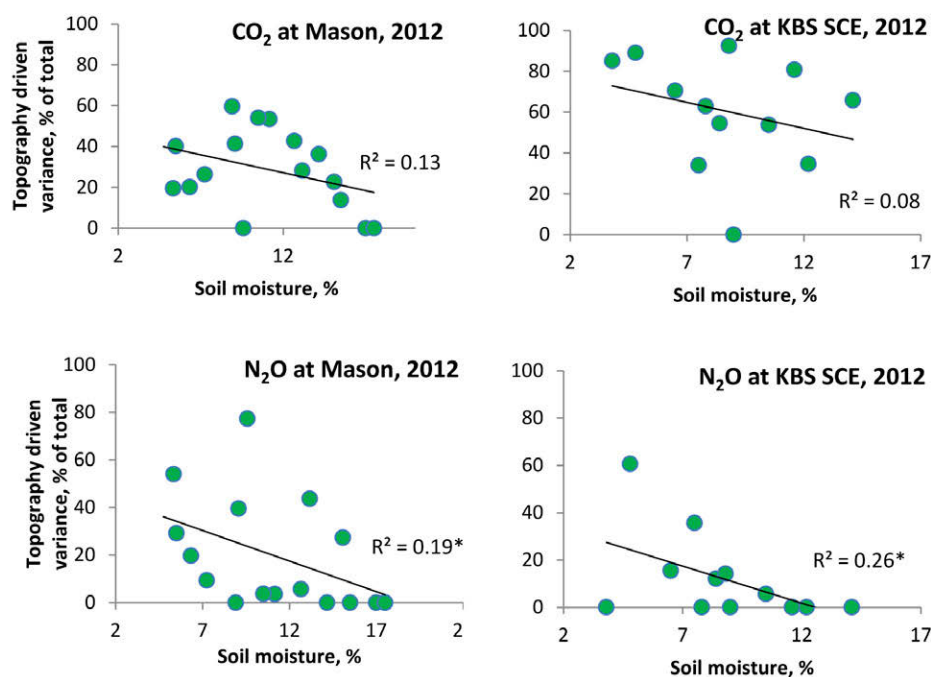 CO₂ at Mason, 2012
Topography driven
variance, % of total
100
80
60
40
20
0
R² = 0.13
2
12
Soil moisture, %
CO₂ at KBS SCE, 2012
100
80
60
40
20
0
R² = 0.08
2
7
12
17
Soil moisture, %
N₂O at Mason, 2012
Topography driven
variance, % of total
100
80
60
40
20
0
R² = 0.19*
2
7
12
17
2
Soil moisture, %
N₂O at KBS SCE, 2012
100
80
60
40
20
0
R² = 0.26*
2
7
12
17
Soil moisture, %